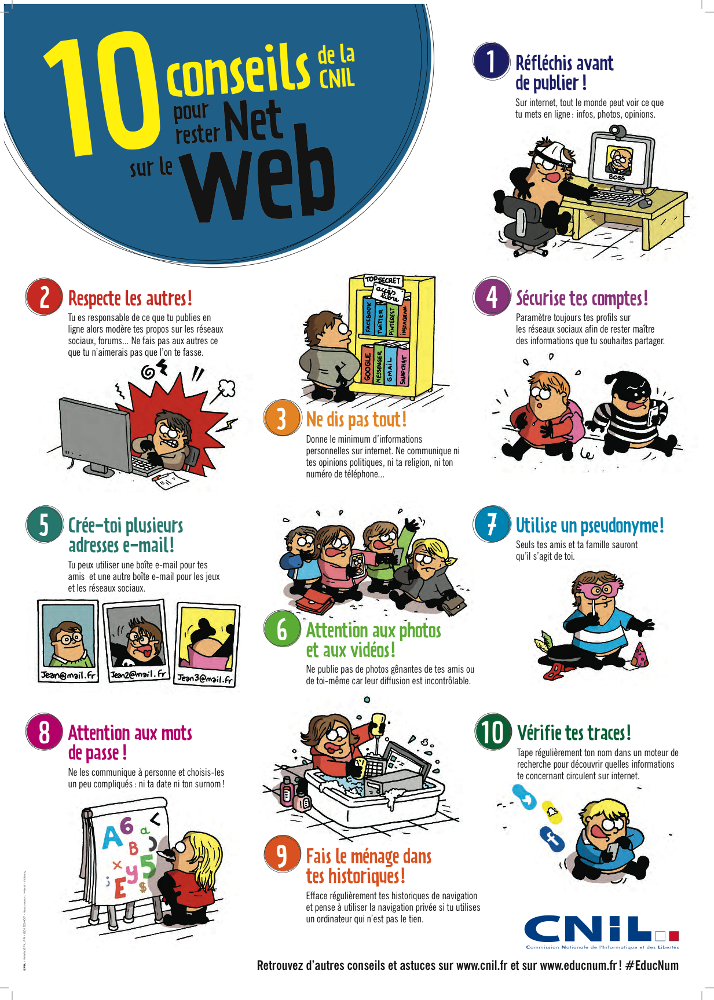 10 conseils de la
CNIL
pour
rester Net
sur le web
1
Réfléchis avant
de publier !
Sur internet, tout le monde peut voir ce que
tu mets en ligne : infos, photos, opinions.
BOSS
2
Respecte les autres!
Tu es responsable de ce que tu publies en
ligne alors modère tes propos sur les réseaux
sociaux, forums... Ne fais pas aux autres ce
que tu n'aimerais pas que l'on te fasse.
TOP SECRET
accès
libre
FACEBOOK
TWITTER
PINTEREST
INSTAGRAM
GOOGLE
MESSENGER
GMAIL
SNAPCHAT
3
Ne dis pas tout!
Donne le minimum d'informations
personnelles sur internet. Ne communique ni
tes opinions politiques, ni ta religion, ni ton
numéro de téléphone...
4
Sécurise tes comptes!
Paramètre toujours tes profils sur
les réseaux sociaux afin de rester maître
des informations que tu souhaites partager.
5
Crée-toi plusieurs
adresses e-mail!
Tu peux utiliser une boîte e-mail pour tes
amis et une autre boîte e-mail pour les jeux
et les réseaux sociaux.
Jean@mail.fr
Jean2@mail.fr
Jean3@mail.fr
6
Attention aux photos
et aux vidéos!
Ne publie pas de photos gênantes de tes amis ou
de toi-même car leur diffusion est incontrôlable.
7
Utilise un pseudonyme!
Seuls tes amis et ta famille sauront
qu'il s'agit de toi.
8
Attention aux mots
de passe !
Ne les communique à personne et choisis-les
un peu compliqués : ni ta date ni ton surnom !
A 6 a <
B
x y 5
; E $
9
Fais le ménage dans
tes historiques!
Efface régulièrement tes historiques de navigation
et pense à utiliser la navigation privée si tu utilises
un ordinateur qui n'est pas le tien.
10
Vérifie tes traces!
Tape régulièrement ton nom dans un moteur de
recherche pour découvrir quelles informations
te concernant circulent sur internet.
f
CNIL
Commission Nationale de l'Informatique et des Libertés
Retrouvez d'autres conseils et astuces sur www.cnil.fr et sur www.educnum.fr ! #EducNum